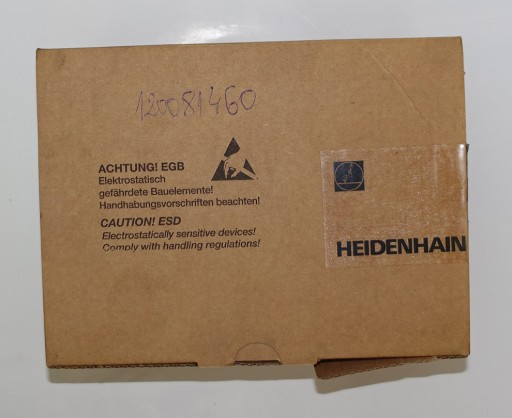 120081460
ACHTUNG! EGB
Elektrostatisch
gefährdete Bauelemente!
Handhabungsvorschriften beachten!
CAUTION! ESD
Electrostatically sensitive devices!
Comply with handling regulations!
HEIDENHAIN